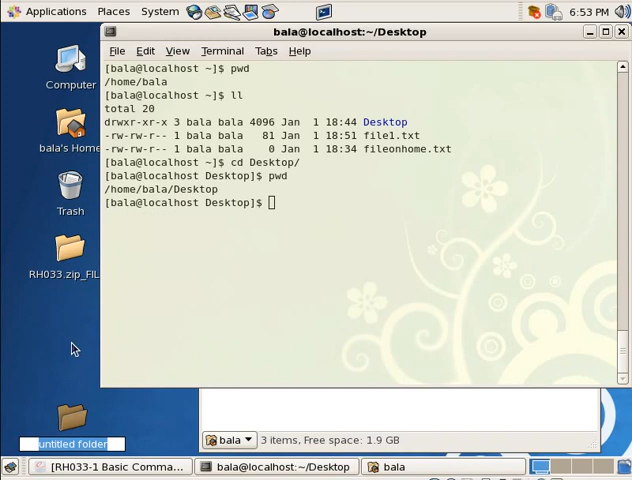 Applications Places System 6:53 PM
bala@localhost:~/Desktop
File Edit View Terminal Tabs Help
[bala@localhost ~]$ pwd
/home/bala
[bala@localhost ~]$ ll
total 20
drwxr-xr-x 3 bala bala 4096 Jan 1 18:44 Desktop
-rw-rw-r-- 1 bala bala 81 Jan 1 18:51 file1.txt
-rw-rw-r-- 1 bala bala 0 Jan 1 18:34 fileonhome.txt
[bala@localhost ~]$ cd Desktop/
[bala@localhost Desktop]$ pwd
/home/bala/Desktop
[bala@localhost Desktop]$
Computer
bala's Home
Trash
RH033.zip_FIL
untitled folder
bala 3 items, Free space: 1.9 GB
[RH033-1 Basic Comma... bala@localhost:~/Desktop bala